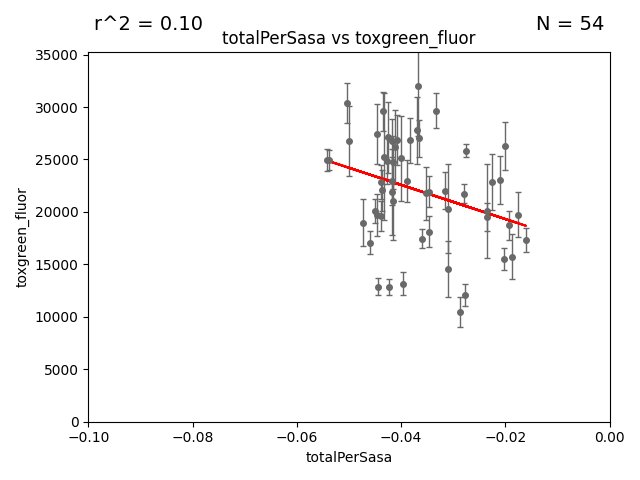 r^2 = 0.10
N = 54
totalPerSasa vs toxgreen_fluor
35000
30000
25000
20000
15000
10000
5000
0
toxgreen_fluor
−0.10
−0.08
−0.06
−0.04
−0.02
0.00
totalPerSasa